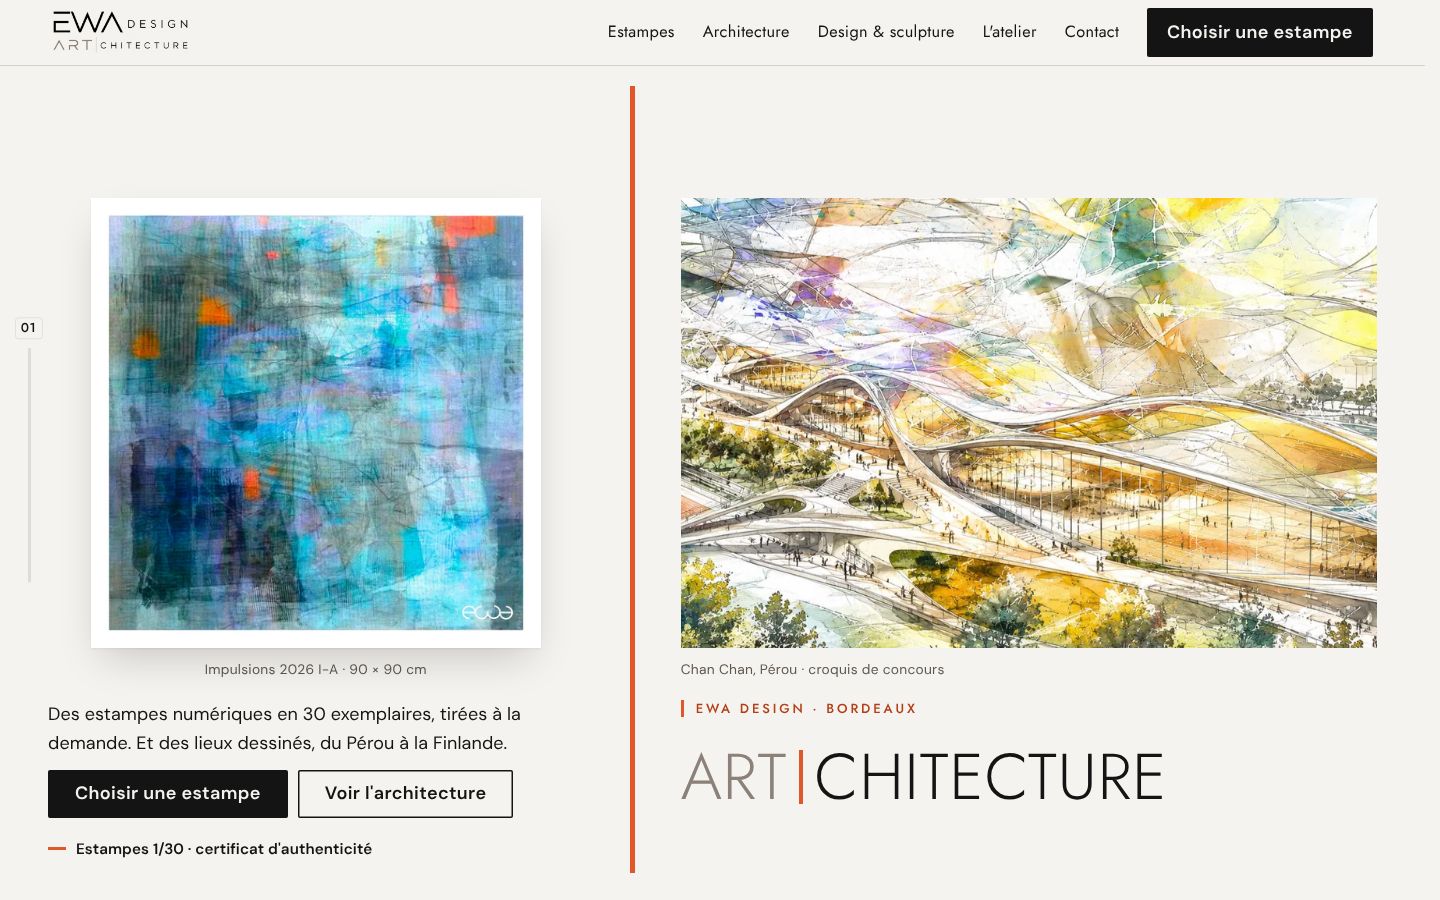 EWA DESIGN
ART|CHITECTURE
Estampes
Architecture
Design & sculpture
L'atelier
Contact
Choisir une estampe
01
ewa
Impulsions 2026 I-A · 90 × 90 cm
Des estampes numériques en 30 exemplaires, tirées à la
demande. Et des lieux dessinés, du Pérou à la Finlande.
Choisir une estampe
Voir l'architecture
Estampes 1/30 · certificat d'authenticité
Chan Chan, Pérou · croquis de concours
EWA DESIGN · BORDEAUX
ART|CHITECTURE